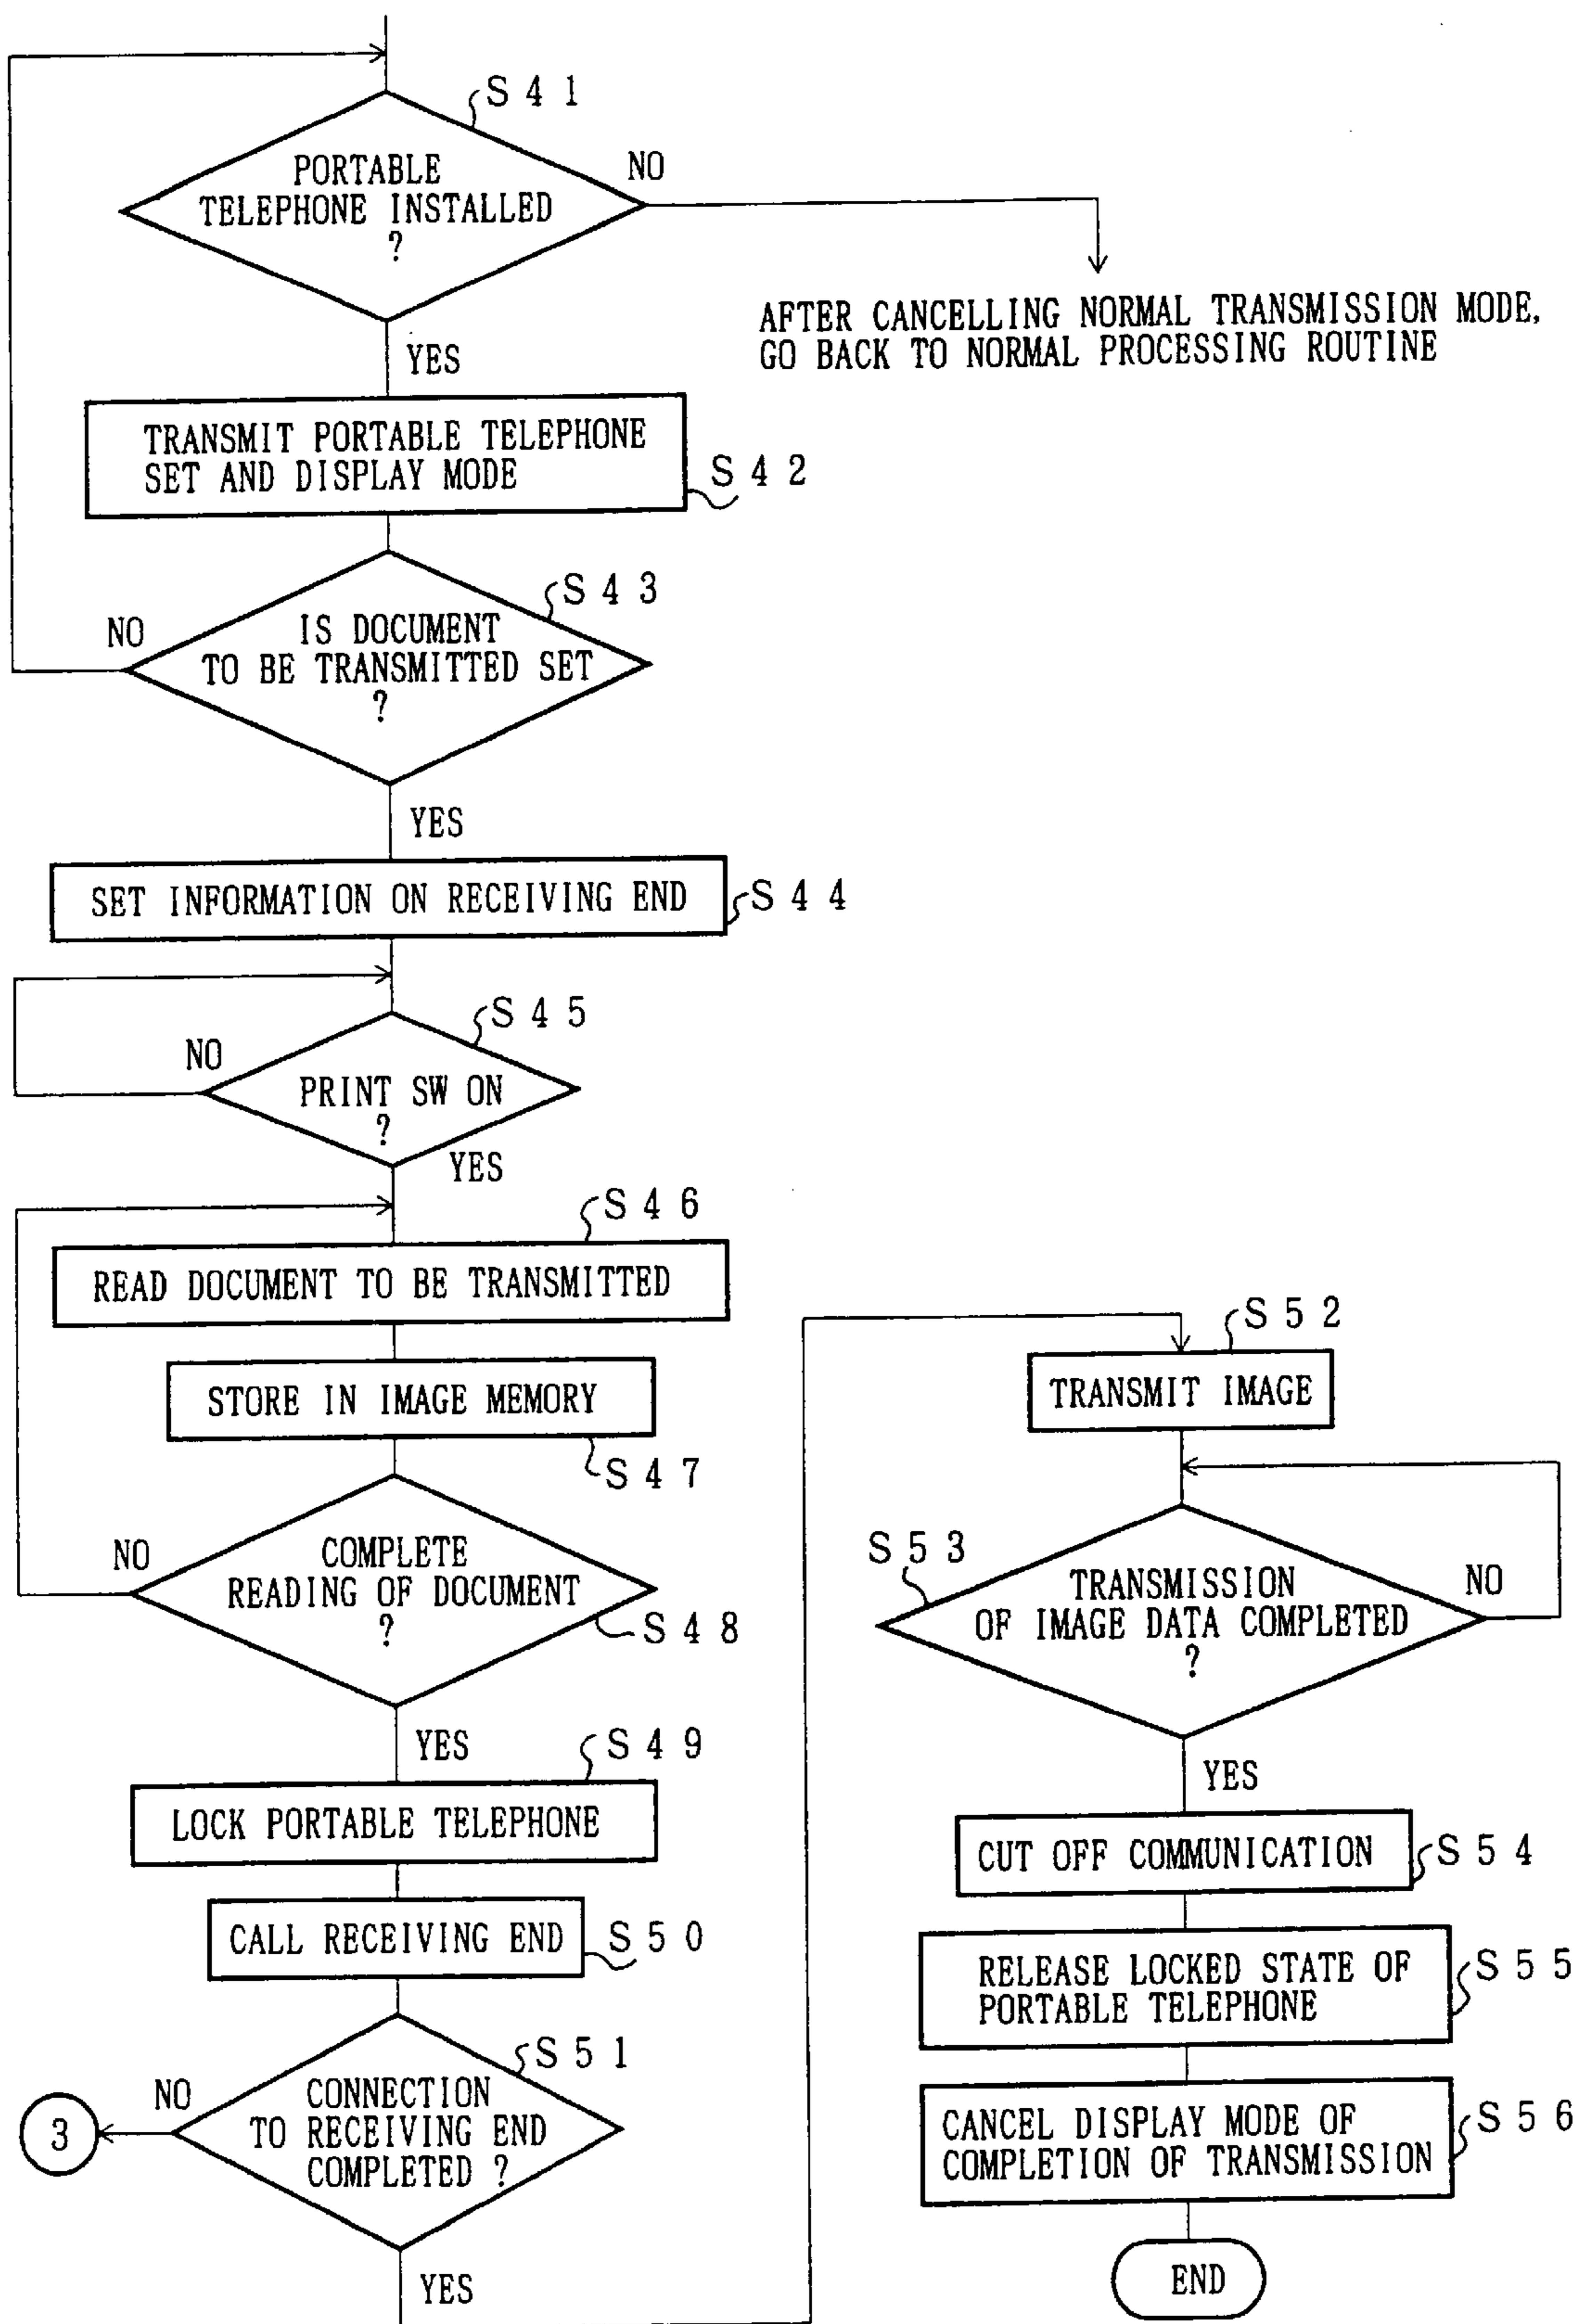 S41
PORTABLE
TELEPHONE INSTALLED
?
NO
AFTER CANCELLING NORMAL TRANSMISSION MODE,
GO BACK TO NORMAL PROCESSING ROUTINE
YES
TRANSMIT PORTABLE TELEPHONE
SET AND DISPLAY MODE
S42
S43
NO
IS DOCUMENT
TO BE TRANSMITTED SET
?
YES
SET INFORMATION ON RECEIVING END
S44
S45
NO
PRINT SW ON
?
YES
S46
READ DOCUMENT TO BE TRANSMITTED
STORE IN IMAGE MEMORY
S47
NO
COMPLETE
READING OF DOCUMENT
?
S48
YES
S49
LOCK PORTABLE TELEPHONE
CALL RECEIVING END
S50
S51
NO
CONNECTION
TO RECEIVING END
COMPLETED ?
3
YES
S52
TRANSMIT IMAGE
S53
TRANSMISSION
OF IMAGE DATA COMPLETED
?
NO
YES
CUT OFF COMMUNICATION
S54
RELEASE LOCKED STATE OF
PORTABLE TELEPHONE
S55
CANCEL DISPLAY MODE OF
COMPLETION OF TRANSMISSION
S56
END